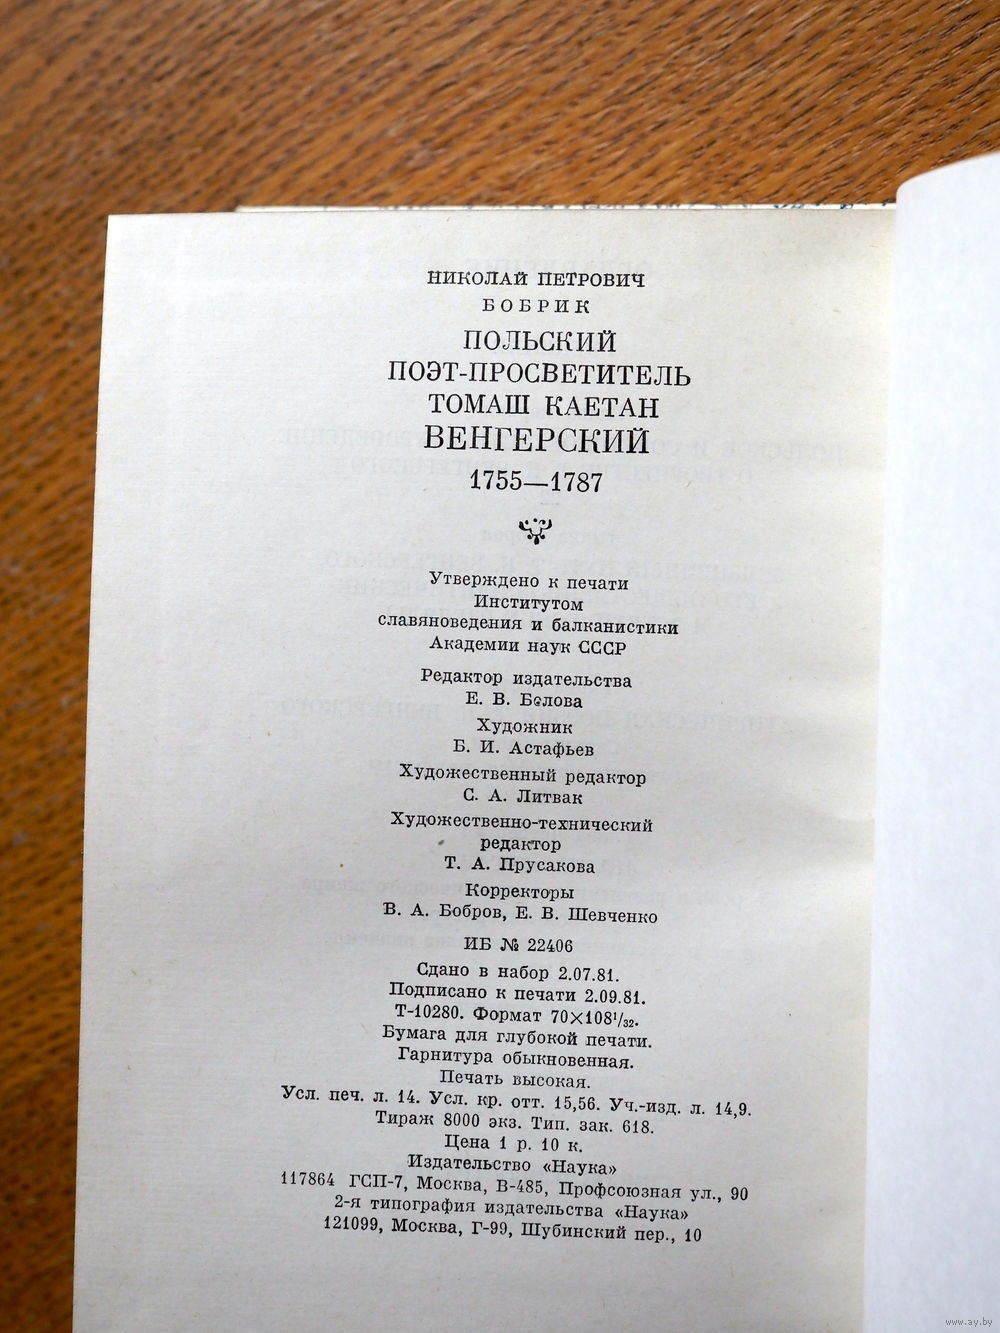 НИКОЛАЙ ПЕТРОВИЧ
БОБРИК
ПОЛЬСКИЙ
ПОЭТ-ПРОСВЕТИТЕЛЬ
ТОМАШ КАЕТАН
ВЕНГЕРСКИЙ
1755—1787
Утверждено к печати
Институтом
славяноведения и балканистики
Академии наук СССР
Редактор издательства
Е. В. Белова
Художник
Б. И. Астафьев
Художественный редактор
С. А. Литвак
Художественно-технический
редактор
Т. А. Прусакова
Корректоры
В. А. Бобров, Е. В. Шевченко
ИБ № 22406
Сдано в набор 2.07.81.
Подписано к печати 2.09.81.
Т-10280. Формат 70×108¹/₃₂.
Бумага для глубокой печати.
Гарнитура обыкновенная.
Печать высокая.
Усл. печ. л. 14. Усл. кр. отт. 15,56. Уч.-изд. л. 14,9.
Тираж 8000 экз. Тип. зак. 618.
Цена 1 р. 10 к.
Издательство «Наука»
117864 ГСП-7, Москва, В-485, Профсоюзная ул., 90
2-я типография издательства «Наука»
121099, Москва, Г-99, Шубинский пер., 10
www.ay.by